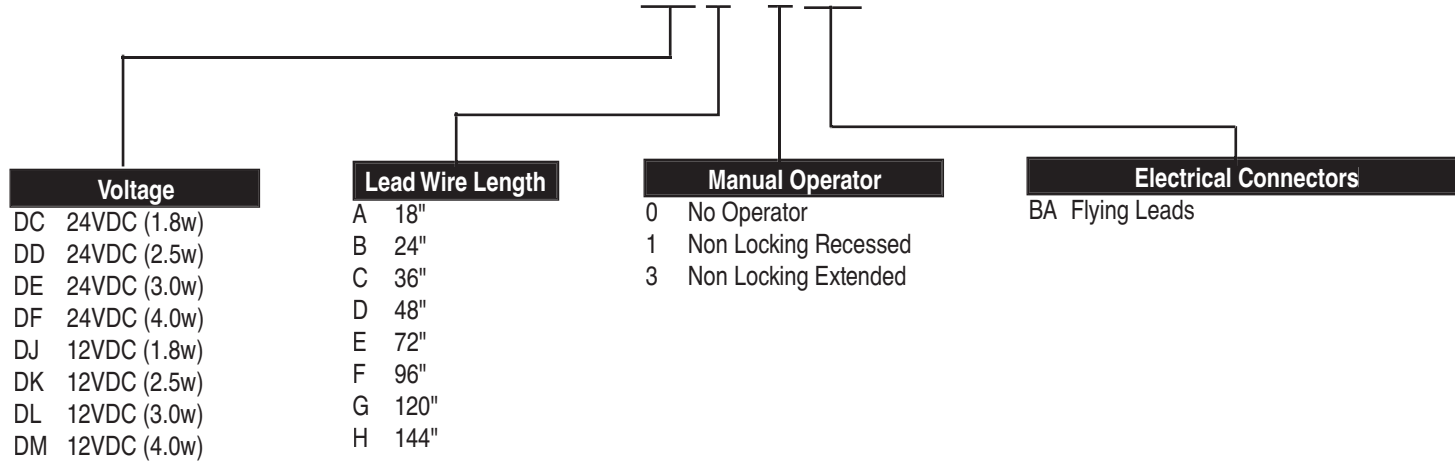 Voltage
DC 24VDC (1.8w)
DD 24VDC (2.5w)
DE 24VDC (3.0w)
DF 24VDC (4.0w)
DJ 12VDC (1.8w)
DK 12VDC (2.5w)
DL 12VDC (3.0w)
DM 12VDC (4.0w)
Lead Wire Length
A 18"
B 24"
C 36"
D 48"
E 72"
F 96"
G 120"
H 144"
Manual Operator
0 No Operator
1 Non Locking Recessed
3 Non Locking Extended
Electrical Connectors
BA Flying Leads